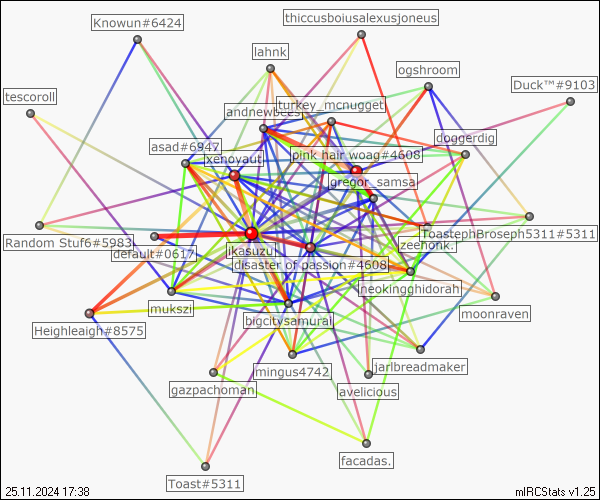 thiccusboiusalexusjoneus
Knowun#6424
lahnk
ogshroom
Duck™#9103
tescoroll
turkey_mcnugget
andnewbees
doggerdig
asad#6947
pink hair woag#4608
xenoyaut
gregor_samsa
ToastephBroseph5311#5311
Random Stuf6#5983
default#0617
ikasuzu
zeehonk.
disaster of passion#4608
neokingghidorah
mukszi
moonraven
bigcitysamurai
Heighleaigh#8575
jarlbreadmaker
mingus4742
gazpachoman
avelicious
facadas.
Toast#5311
25.11.2024 17:38
mIRCStats v1.25